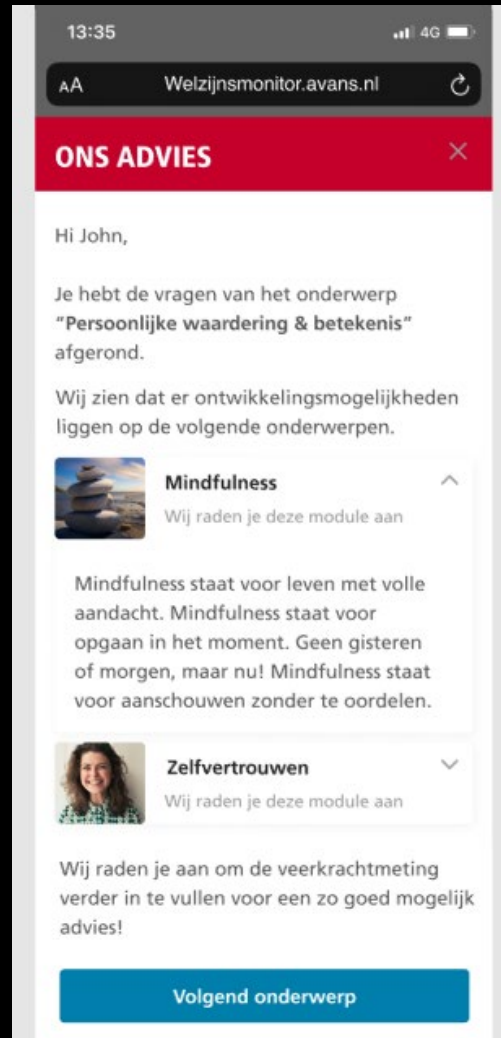 13:35
4G
AA
Welzijnsmonitor.avans.nl
ONS ADVIES
Hi John,
Je hebt de vragen van het onderwerp
“Persoonlijke waardering & betekenis”
afgerond.
Wij zien dat er ontwikkelingsmogelijkheden
liggen op de volgende onderwerpen.
Mindfulness
Wij raden je deze module aan
Mindfulness staat voor leven met volle
aandacht. Mindfulness staat voor
opgaan in het moment. Geen gisteren
of morgen, maar nu! Mindfulness staat
voor aanschouwen zonder te oordelen.
Zelfvertrouwen
Wij raden je deze module aan
Wij raden je aan om de veerkrachtmeting
verder in te vullen voor een zo goed mogelijk
advies!
Volgend onderwerp